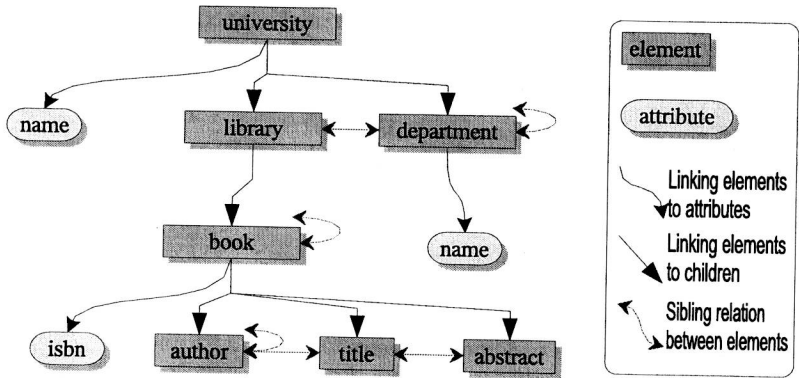 university
name
library
department
book
name
isbn
author
title
abstract
element
attribute
Linking elements
to attributes
Linking elements
to children
Sibling relation
between elements